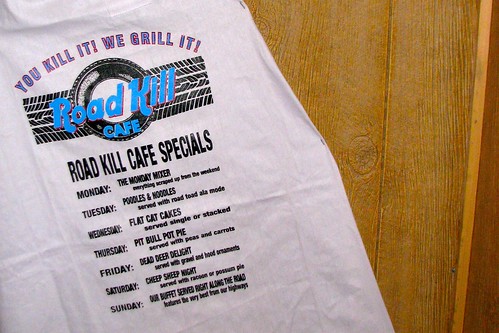 YOU KILL IT! WE GRILL IT!
Road Kill
CAFE
ROAD KILL CAFE SPECIALS
MONDAY: THE MONDAY MIXER
everything scraped up from the weekend
TUESDAY: POODLES & NOODLES
served with road toad ala mode
WEDNESDAY: FLAT CAT CAKES
served single or stacked
THURSDAY: PIT BULL POT PIE
served with peas and carrots
FRIDAY: DEAD DEER DELIGHT
served with gravel and hood ornaments
SATURDAY: CHEEP SHEEP NIGHT
served with racoon or possum pie
SUNDAY: OUR BUFFET SERVED RIGHT ALONG THE ROAD
features the very best from our highways